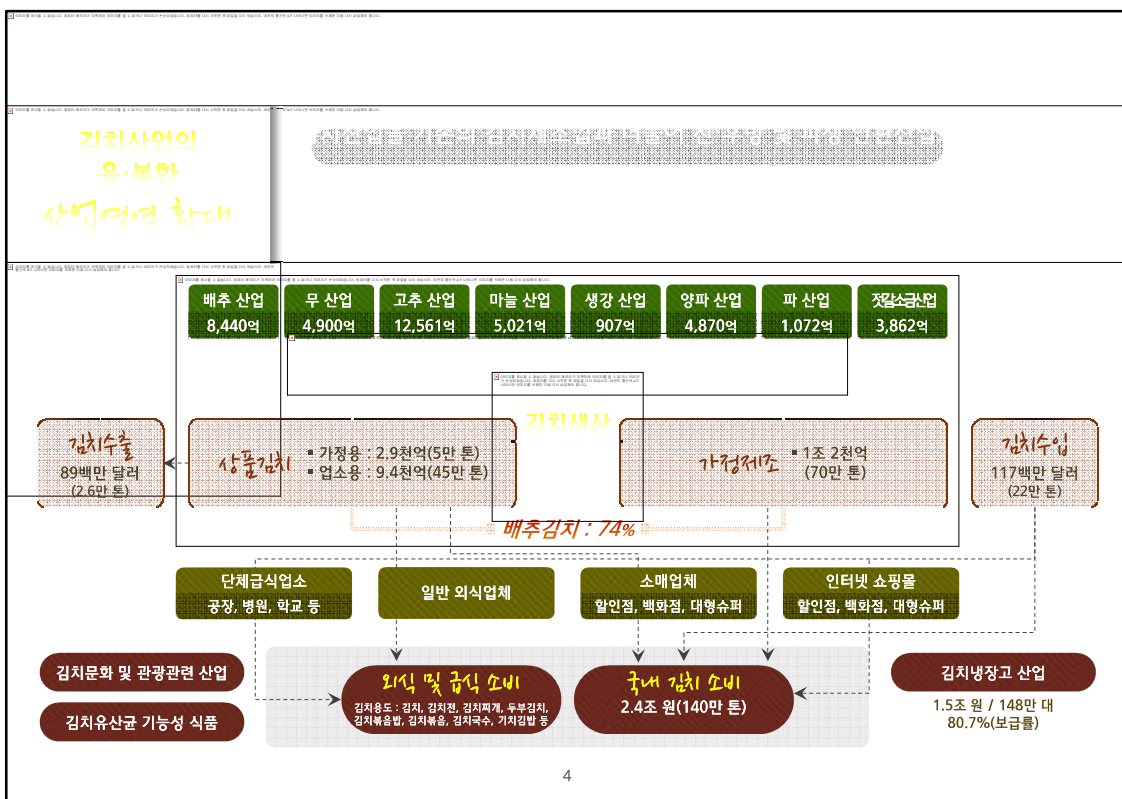 김치사업의
융·복합
산업영역 확대
배추 산업
8,440억
무 산업
4,900억
고추 산업
12,561억
마늘 산업
5,021억
생강 산업
907억
양파 산업
4,870억
파 산업
1,072억
젓갈소금산업
3,862억
김치수출
89백만 달러
(2.6만 톤)
상품김치
▪ 가정용 : 2.9천억(5만 톤)
▪ 업소용 : 9.4천억(45만 톤)
가정제조
▪ 1조 2천억
(70만 톤)
김치수입
117백만 달러
(22만 톤)
배추김치 : 74%
단체급식업소
공장, 병원, 학교 등
일반 외식업체
소매업체
할인점, 백화점, 대형슈퍼
인터넷 쇼핑몰
할인점, 백화점, 대형슈퍼
김치문화 및 관광관련 산업
김치유산균 기능성 식품
외식 및 급식 소비
김치용도 : 김치, 김치전, 김치찌개, 두부김치,
김치볶음밥, 김치볶음, 김치국수, 기치김밥 등
국내 김치 소비
2.4조 원(140만 톤)
김치냉장고 산업
1.5조 원 / 148만 대
80.7%(보급률)
4